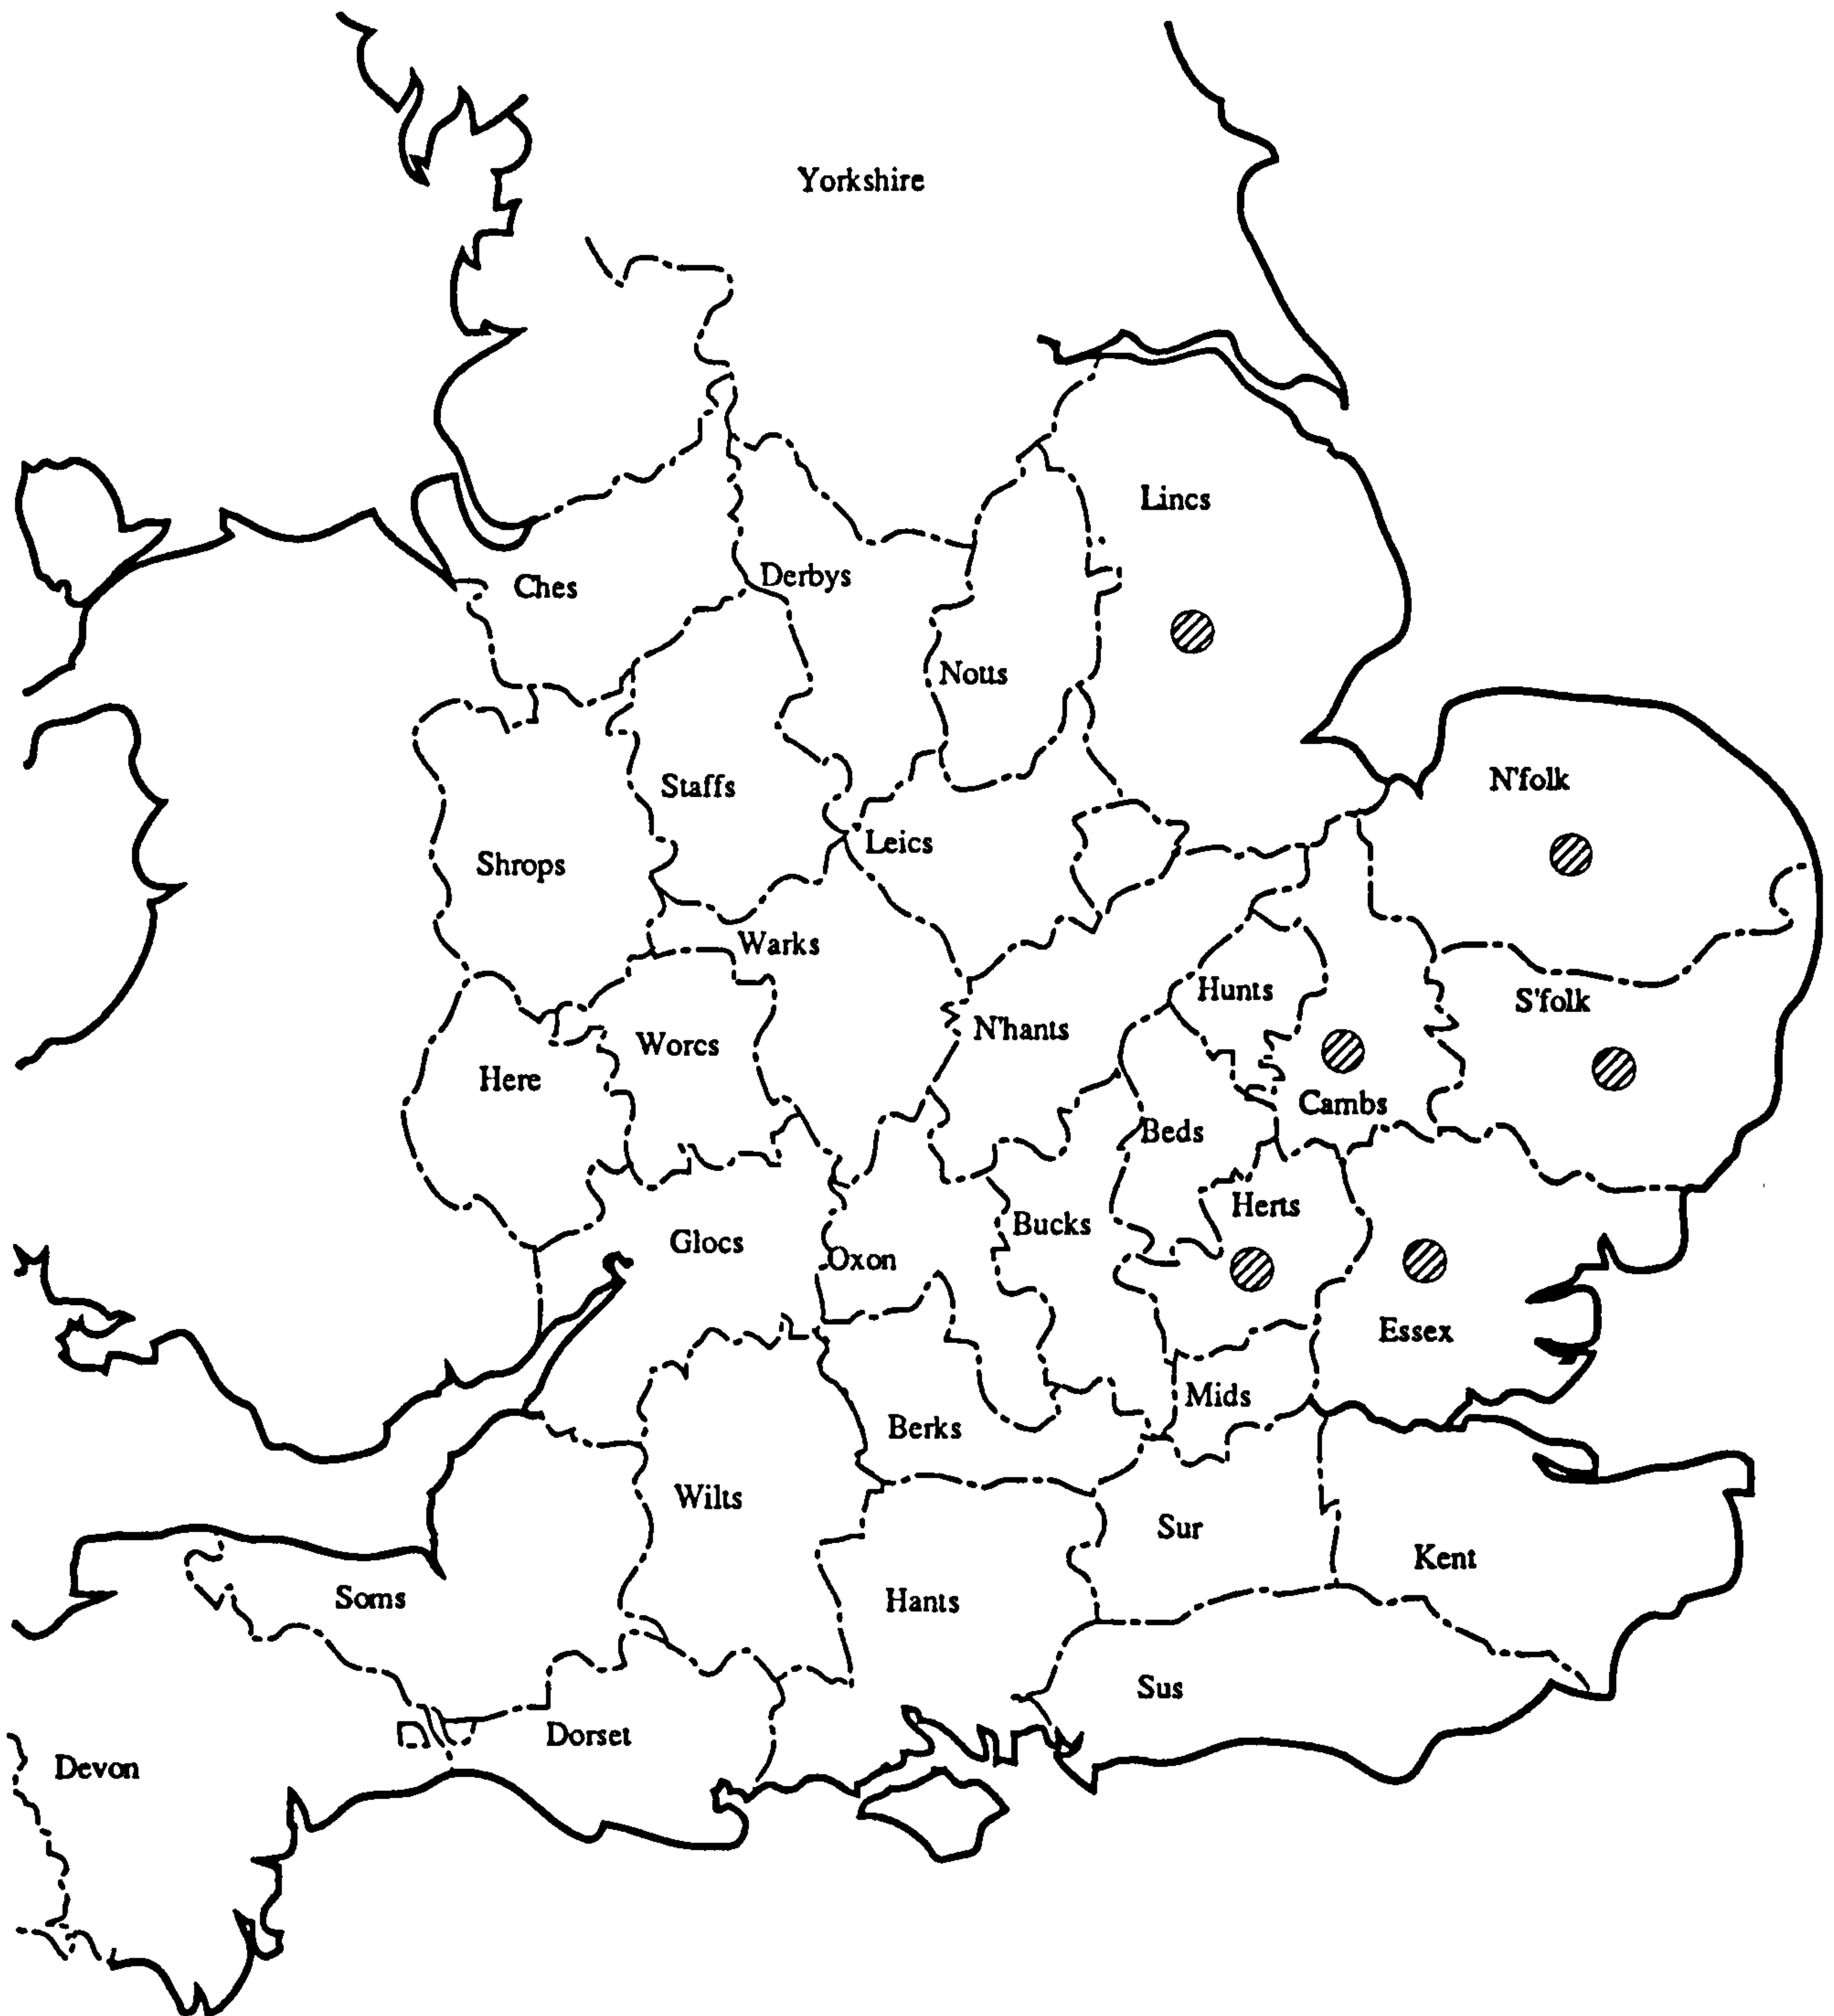 Yorkshire
Lincs
Ches
Derbys
Notts
N'folk
Staffs
Leics
Shrops
Warks
Hunts
S'folk
N'hants
Worcs
Here
Cambs
Beds
Herts
Bucks
Glocs
Oxon
Essex
Mids
Berks
Wilts
Sur
Kent
Soms
Hants
Sus
Dorset
Devon